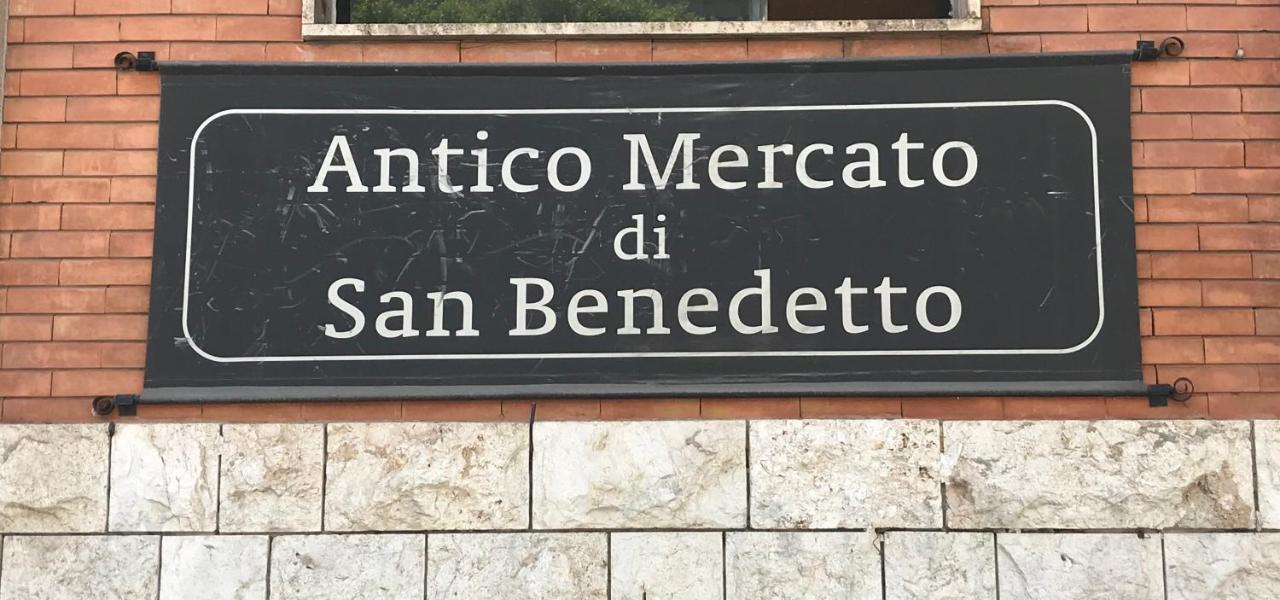 Antico Mercato
di
San Benedetto